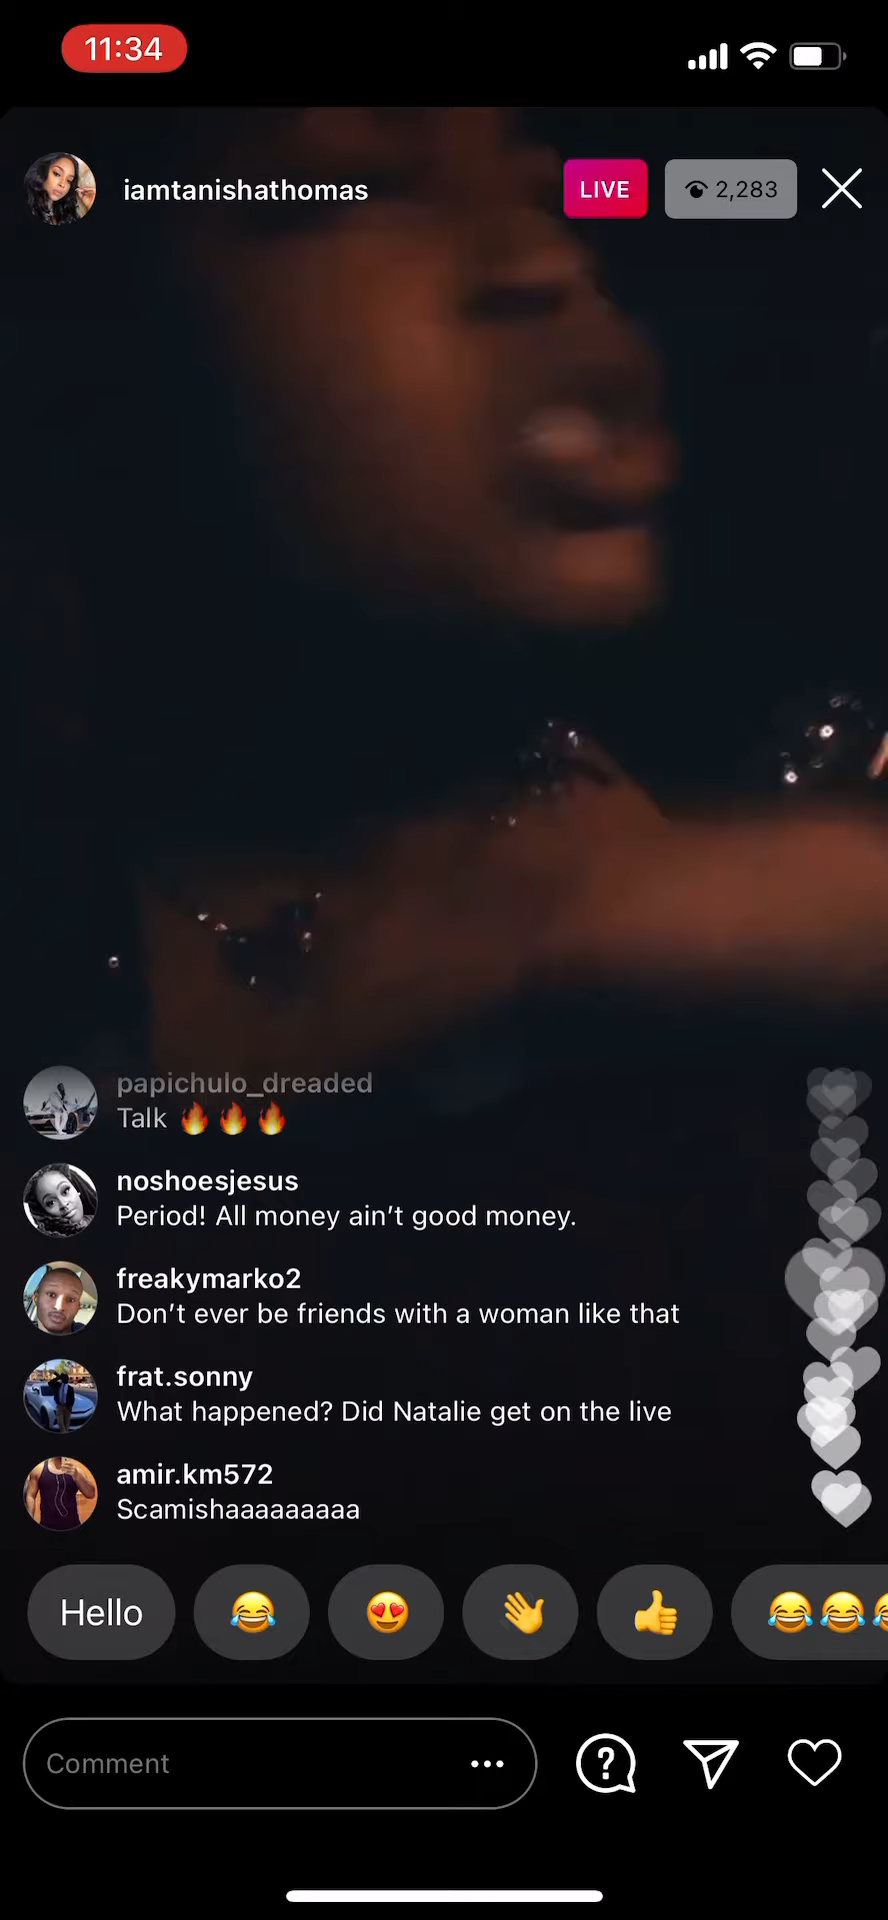 11:34
iamtanishathomas
LIVE
2,283
papichulo_dreaded
Talk 🔥 🔥 🔥
noshoesjesus
Period! All money ain’t good money.
freakymarko2
Don’t ever be friends with a woman like that
frat.sonny
What happened? Did Natalie get on the live
amir.km572
Scamishaaaaaaaaa
Hello
Comment